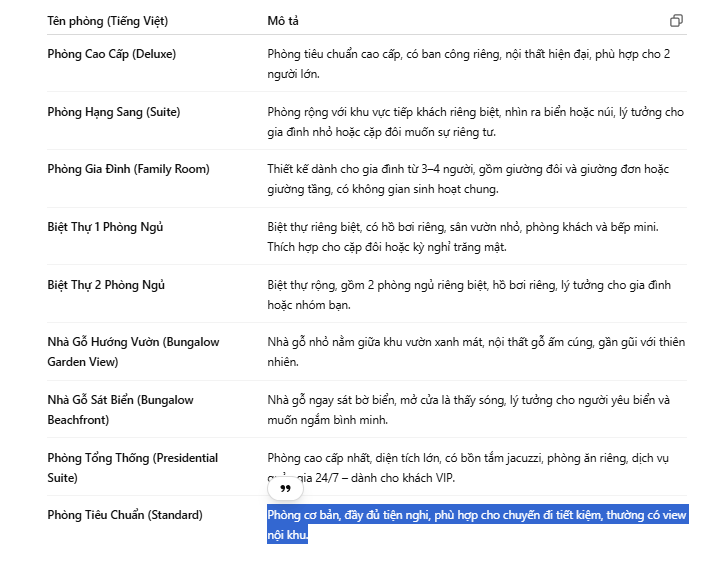 Tên phòng (Tiếng Việt) Mô tả
Phòng Cao Cấp (Deluxe) Phòng tiêu chuẩn cao cấp, có ban công riêng, nội thất hiện đại, phù hợp cho 2
người lớn.
Phòng Hạng Sang (Suite) Phòng rộng với khu vực tiếp khách riêng biệt, nhìn ra biển hoặc núi, lý tưởng cho
gia đình nhỏ hoặc cặp đôi muốn sự riêng tư.
Phòng Gia Đình (Family Room) Thiết kế dành cho gia đình từ 3–4 người, gồm giường đôi và giường đơn hoặc
giường tầng, có không gian sinh hoạt chung.
Biệt Thự 1 Phòng Ngủ Biệt thự riêng biệt, có hồ bơi riêng, sân vườn nhỏ, phòng khách và bếp mini.
Thích hợp cho cặp đôi hoặc kỳ nghỉ trăng mật.
Biệt Thự 2 Phòng Ngủ Biệt thự rộng, gồm 2 phòng ngủ riêng biệt, hồ bơi riêng, lý tưởng cho gia đình
hoặc nhóm bạn.
Nhà Gỗ Hướng Vườn (Bungalow Nhà gỗ nhỏ nằm giữa khu vườn xanh mát, nội thất gỗ ấm cúng, gần gũi với thiên
Garden View) nhiên.
Nhà Gỗ Sát Biển (Bungalow Nhà gỗ ngay sát bờ biển, mở cửa là thấy sóng, lý tưởng cho người yêu biển và
Beachfront) muốn ngắm bình minh.
Phòng Tổng Thống (Presidential Phòng cao cấp nhất, diện tích lớn, có bồn tắm jacuzzi, phòng ăn riêng, dịch vụ
Suite) gia 24/7 – dành cho khách VIP.
Phòng Tiêu Chuẩn (Standard) Phòng cơ bản, đầy đủ tiện nghi, phù hợp cho chuyến đi tiết kiệm, thường có view
nội khu.